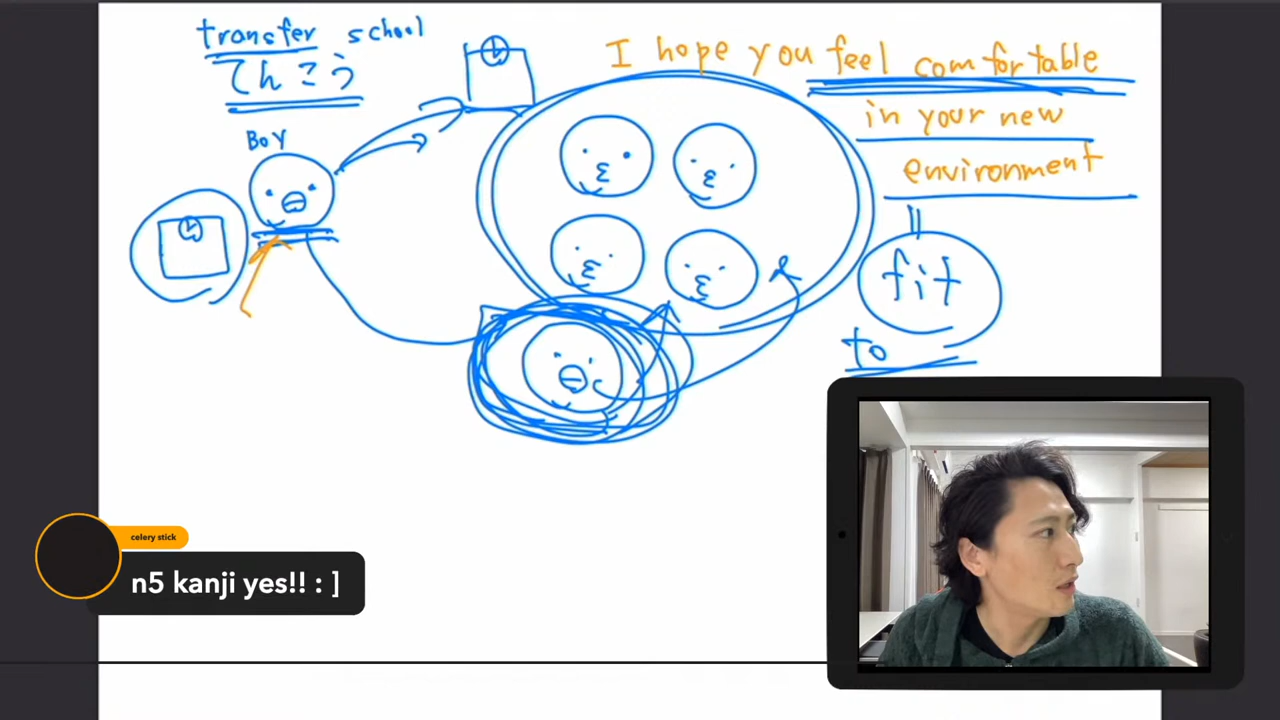 transfer school
てんこう
Boy
I hope you feel comfortable
in your new
environment
fit
to
celery stick
n5 kanji yes!! : ]